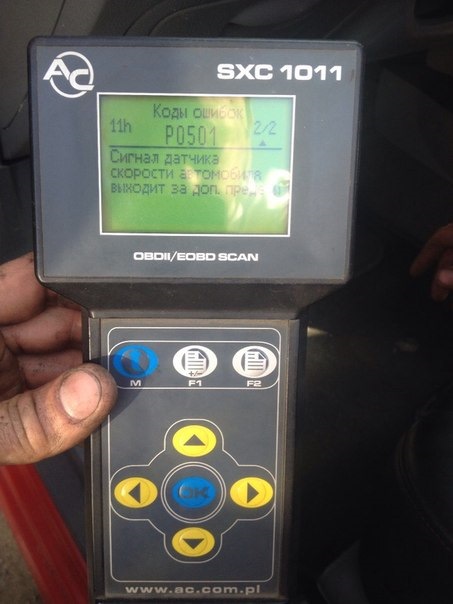 AC
SXC 1011
Коды ошибок
11h P0501 2/2
Сигнал датчика
скорости автомобиля
выходит за доп.
OBDII/EOBD SCAN
M F1 F2
+/-
OK
www.ac.com.pl